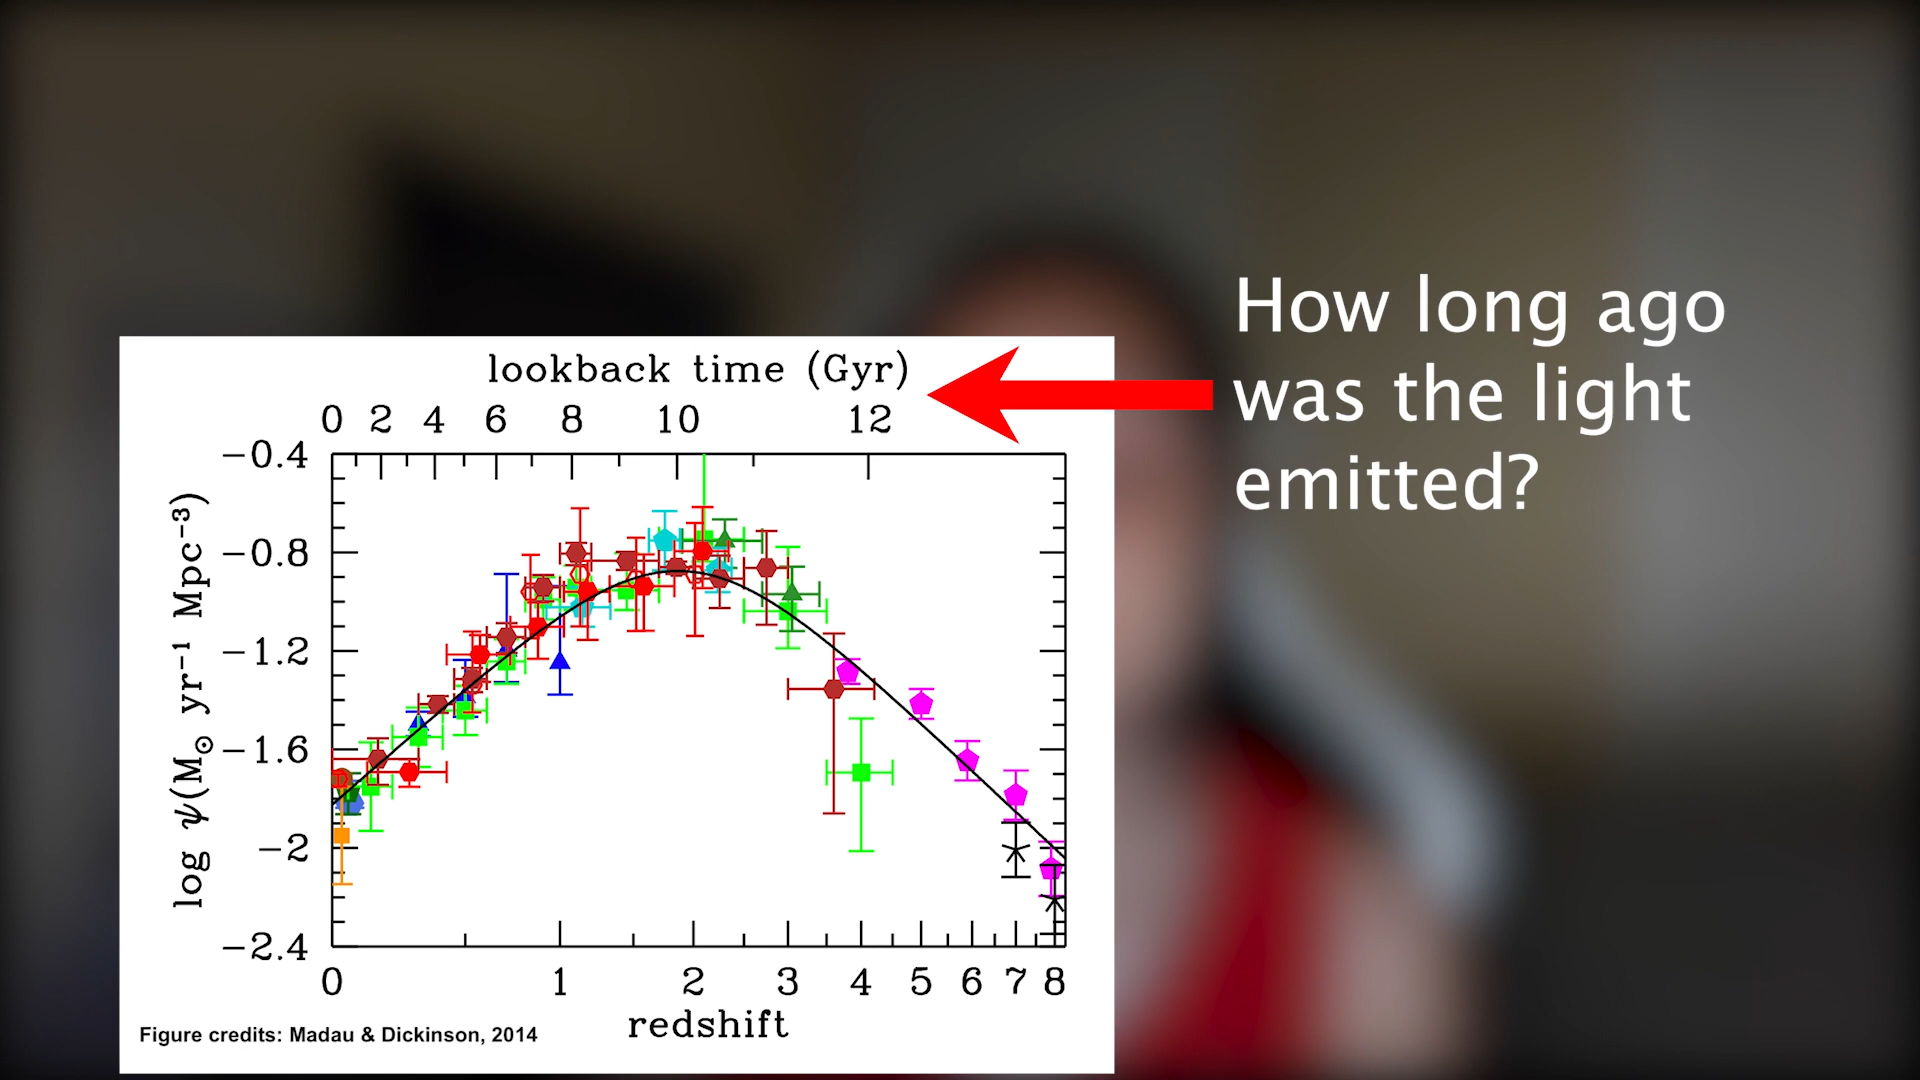 How long ago
was the light
emitted?
lookback time (Gyr)
0 2 4 6 8 10 12
−0.4
−0.8
−1.2
−1.6
−2
−2.4
log ψ(M⊙ yr⁻¹ Mpc⁻³)
0 1 2 3 4 5 6 7 8
redshift
Figure credits: Madau & Dickinson, 2014